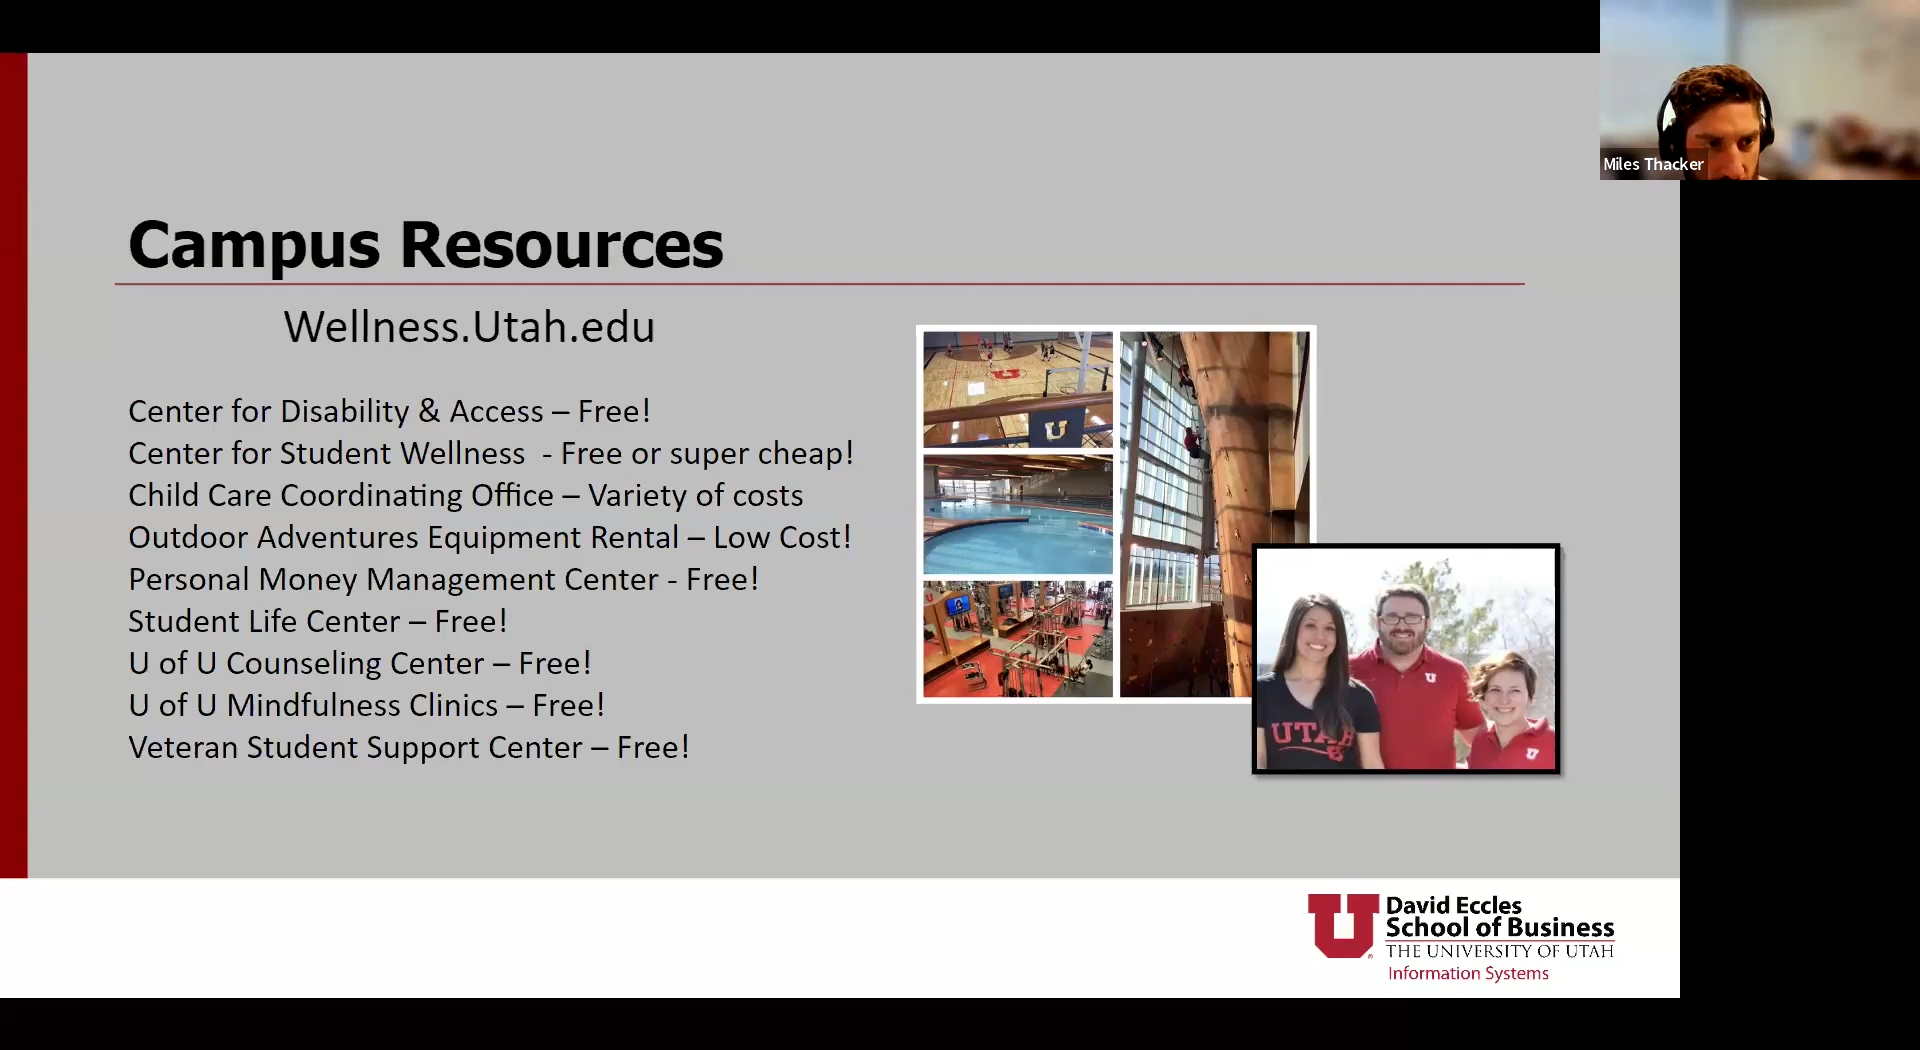 Miles Thacker
Campus Resources
Wellness.Utah.edu
Center for Disability & Access – Free!
Center for Student Wellness  - Free or super cheap!
Child Care Coordinating Office – Variety of costs
Outdoor Adventures Equipment Rental – Low Cost!
Personal Money Management Center - Free!
Student Life Center – Free!
U of U Counseling Center – Free!
U of U Mindfulness Clinics – Free!
Veteran Student Support Center – Free!
U
U
U
UTAH
U
U
U
David Eccles
School of Business
THE UNIVERSITY OF UTAH
Information Systems